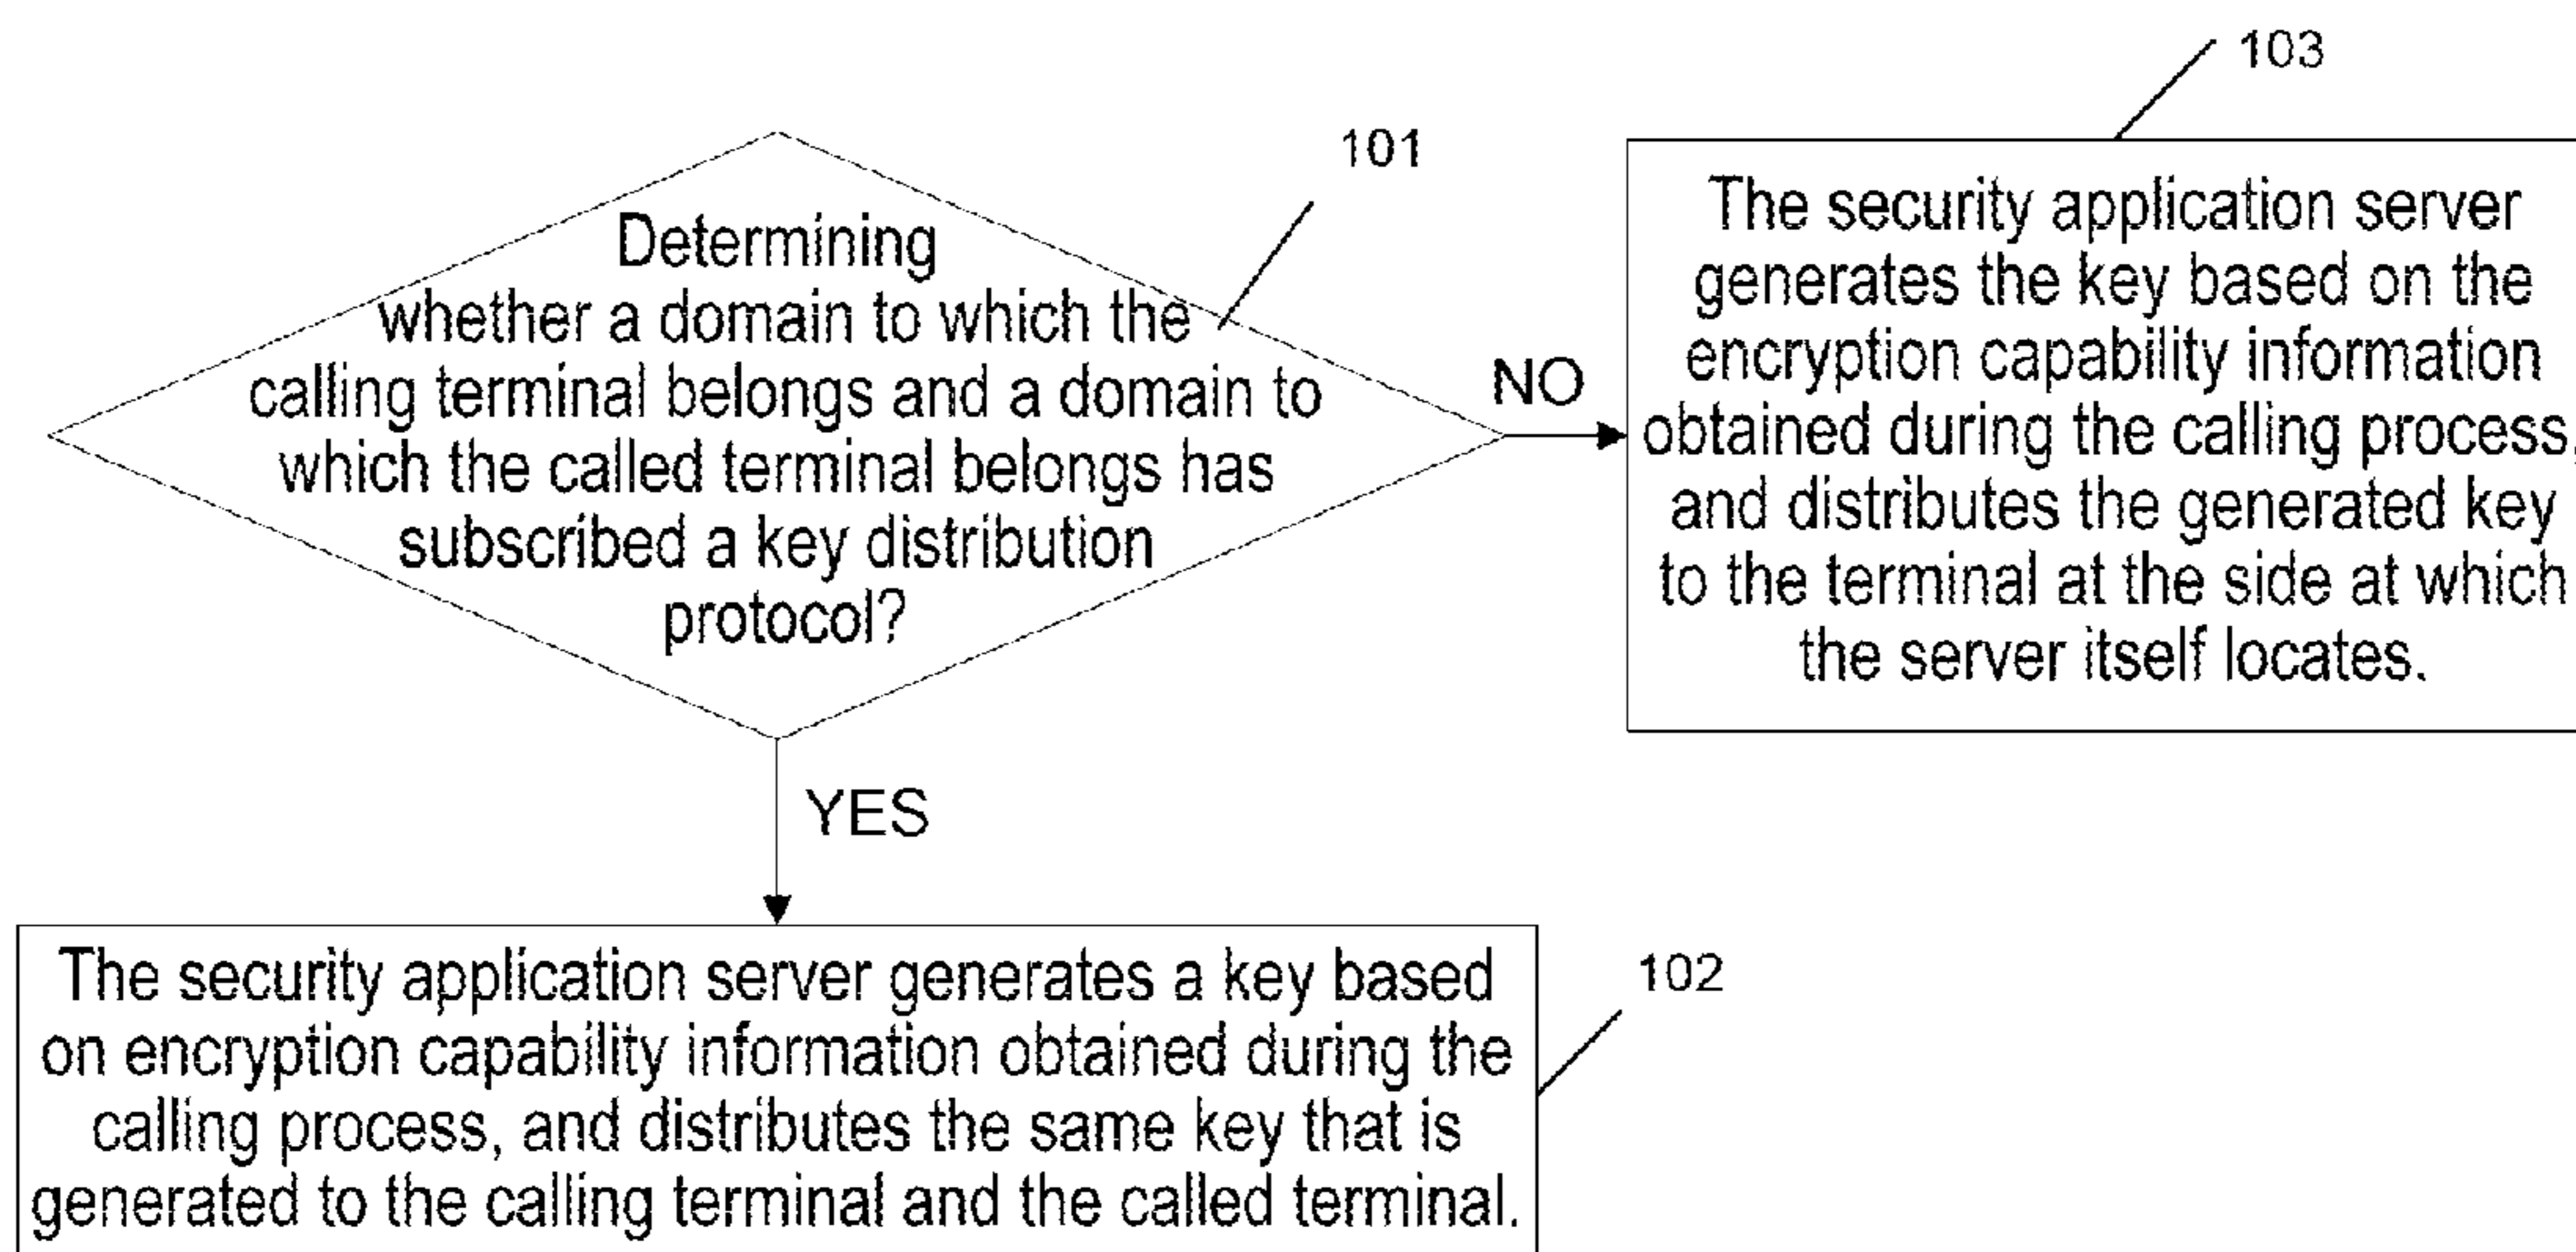 103
101
Determining
whether a domain to which the
calling terminal belongs and a domain to
which the called terminal belongs has
subscribed a key distribution
protocol?
NO
The security application server
generates the key based on the
encryption capability information
obtained during the calling process,
and distributes the generated key
to the terminal at the side at which
the server itself locates.
YES
102
The security application server generates a key based
on encryption capability information obtained during the
calling process, and distributes the same key that is
generated to the calling terminal and the called terminal.